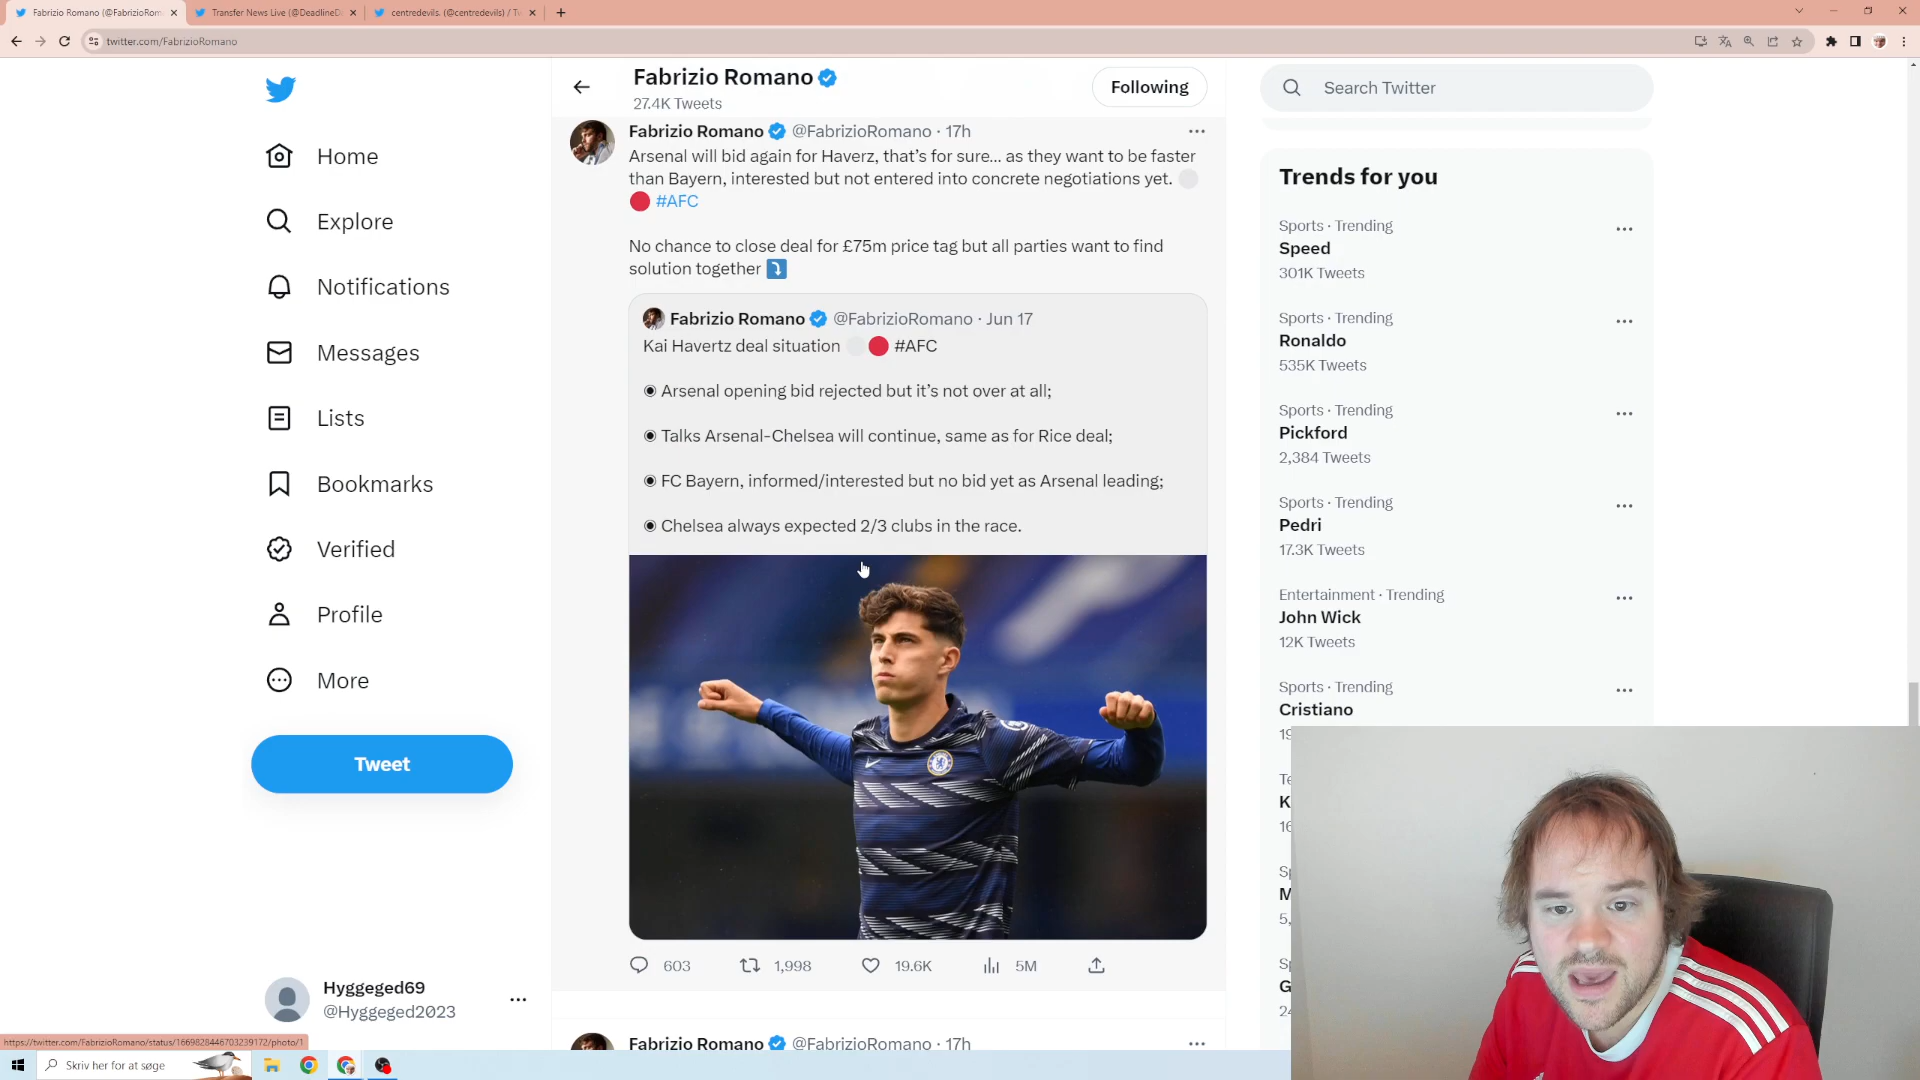 Fabrizio Romano (@FabrizioRom
Transfer News Live (@DeadlineD
centredevils. (@centredevils) / Tw
twitter.com/FabrizioRomano
Fabrizio Romano
27.4K Tweets
Following
Search Twitter
Home
Explore
Notifications
Messages
Lists
Bookmarks
Verified
Profile
More
Tweet
Hyggeged69
@Hyggeged2023
Fabrizio Romano @FabrizioRomano · 17h
Arsenal will bid again for Haverz, that's for sure... as they want to be faster
than Bayern, interested but not entered into concrete negotiations yet.
#AFC
No chance to close deal for £75m price tag but all parties want to find
solution together
Fabrizio Romano @FabrizioRomano · Jun 17
Kai Havertz deal situation #AFC
◉ Arsenal opening bid rejected but it's not over at all;
◉ Talks Arsenal-Chelsea will continue, same as for Rice deal;
◉ FC Bayern, informed/interested but no bid yet as Arsenal leading;
◉ Chelsea always expected 2/3 clubs in the race.
603
1,998
19.6K
5M
Fabrizio Romano @FabrizioRomano · 17h
Trends for you
Sports · Trending
Speed
301K Tweets
Sports · Trending
Ronaldo
535K Tweets
Sports · Trending
Pickford
2,384 Tweets
Sports · Trending
Pedri
17.3K Tweets
Entertainment · Trending
John Wick
12K Tweets
Sports · Trending
Cristiano
https://twitter.com/FabrizioRomano/status/1669828446703239172/photo/1
Skriv her for at søge